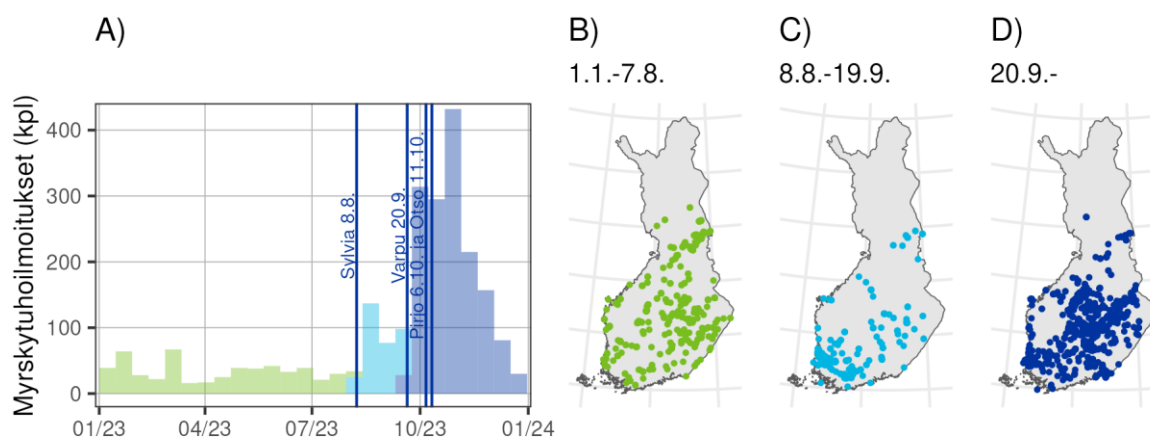 A)
B)
C)
D)
1.1.-7.8.
8.8.-19.9.
20.9.-
Myrskytuhoilmoitukset (kpl)
400
300
200
100
0
Sylvia 8.8.
Varpu 20.9.
Pirjo 6.10. ja Otso 11.10.
01/23
04/23
07/23
10/23
01/24